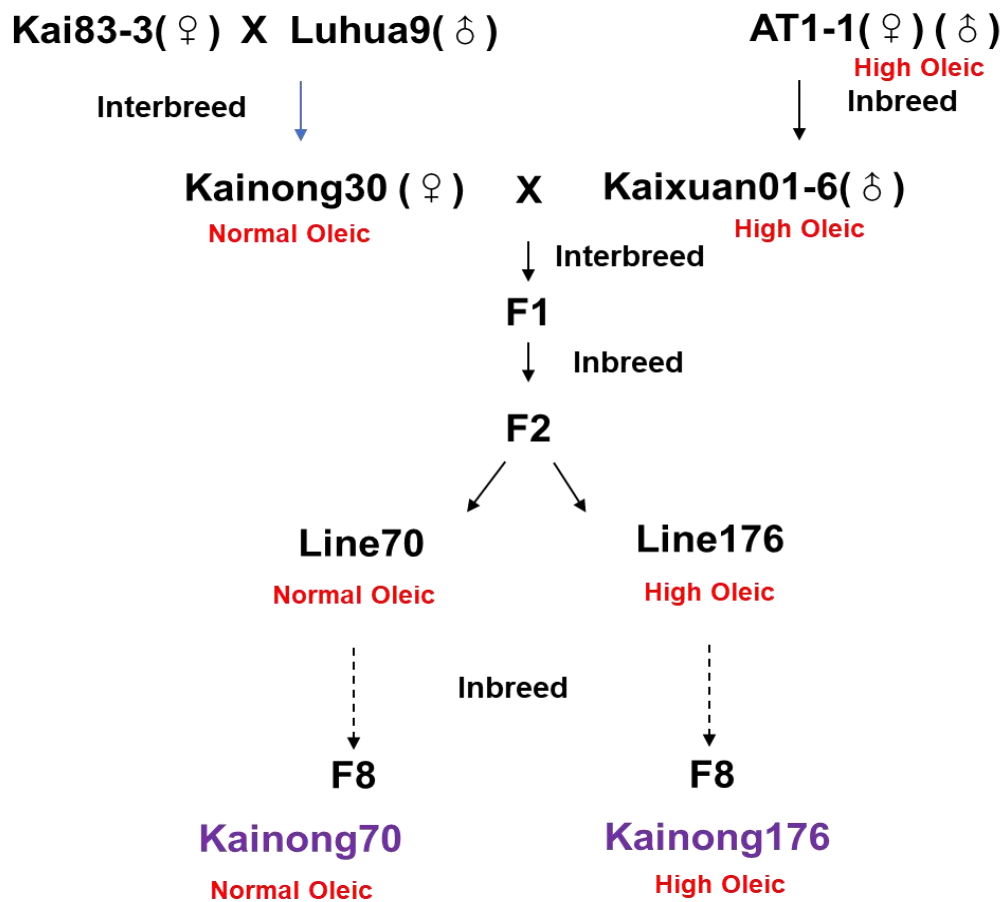 Kai83-3(♀) X Luhua9(♂)
AT1-1(♀)(♂)
High Oleic
Interbreed
Inbreed
Kainong30 (♀) X Kaixuan01-6(♂)
Normal Oleic
High Oleic
Interbreed
F1
Inbreed
F2
Line70
Line176
Normal Oleic
High Oleic
Inbreed
F8
F8
Kainong70
Kainong176
Normal Oleic
High Oleic